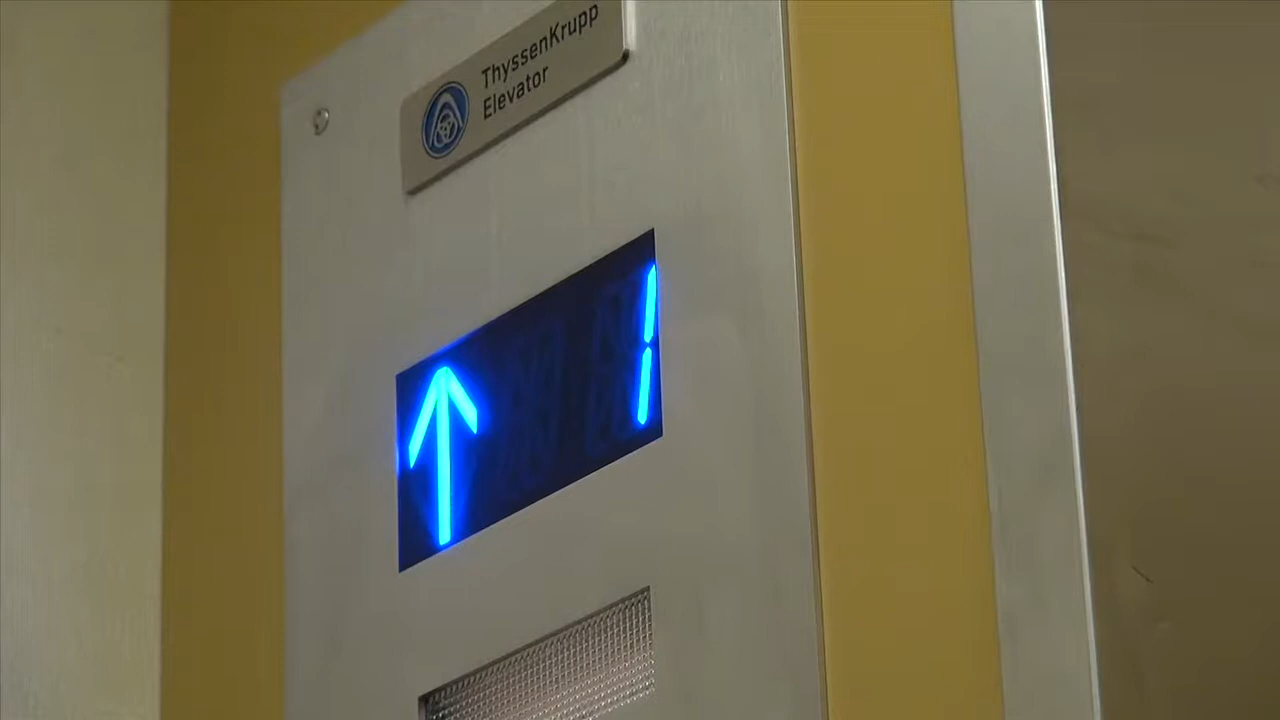 ThyssenKrupp
Elevator
↑ 1